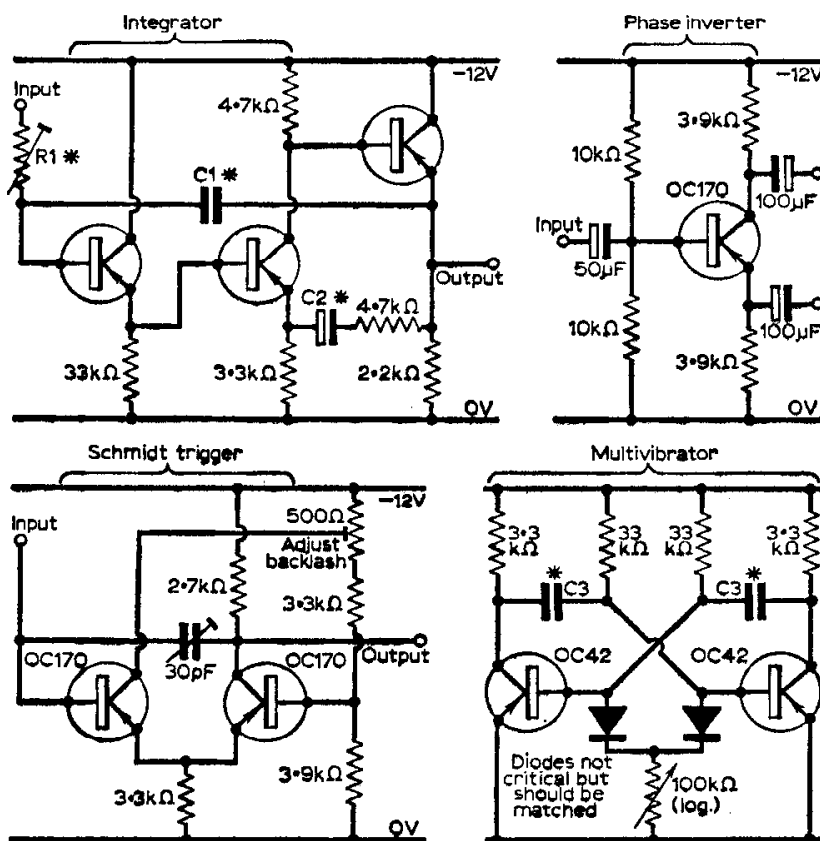 Integrator
-12V
Input
4·7kΩ
R1 *
C1 *
Output
C2 *
4·7kΩ
33kΩ
3·3kΩ
2·2kΩ
0V
Phase inverter
-12V
3·9kΩ
10kΩ
OC170
100µF
Input
50µF
100µF
10kΩ
3·9kΩ
0V
Schmidt trigger
-12V
Input
500Ω
Adjust
backlash
2·7kΩ
3·3kΩ
OC170
30pF
OC170
Output
3·3kΩ
3·9kΩ
0V
Multivibrator
3·3
kΩ
33
kΩ
33
kΩ
3·3
kΩ
*
C3
*
C3
OC42
OC42
Diodes not
critical but
should be
matched
100kΩ
(log.)